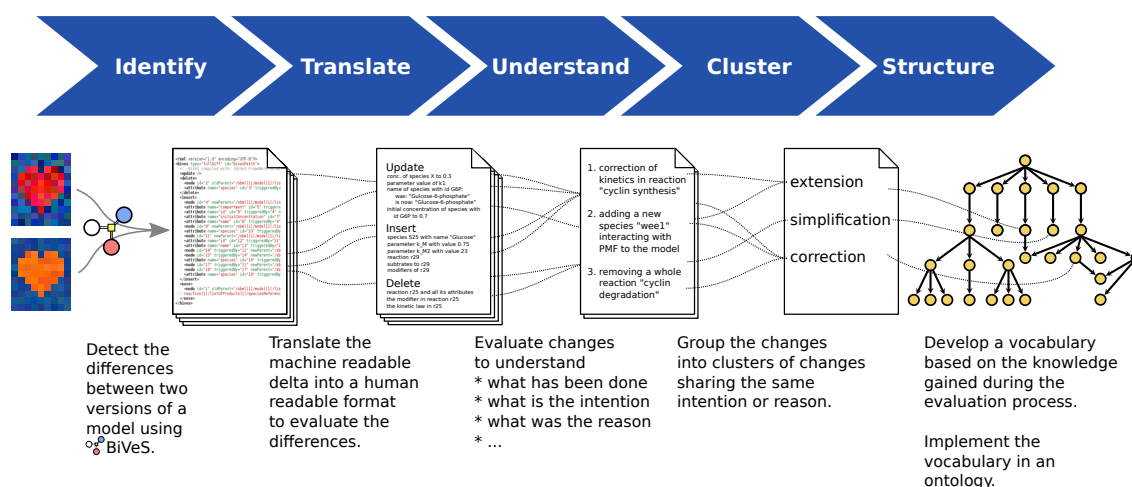 Identify
Translate
Understand
Cluster
Structure
Update
conc. of species X to 0.3
parameter value of k1
name of species with id G6P:
was: "Gulcose-6-phosphate"
is now: "Glucose-6-phosphate"
initial concentration of species with
id G6P to 0.7
Insert
species S25 with name "Glucose"
parameter k_M with value 0.75
parameter k_M2 with value 23
reaction r29
subtrates to r29
modifiers of r29
Delete
reaction r25 and all its attributes
the modifier in reaction r25
the kinetic law in r25
1. correction of
kinetics in reaction
"cyclin synthesis"
2. adding a new
species "wee1"
interacting with
PMF to the model
3. removing a whole
reaction "cyclin
degradation"
extension
simplification
correction
Detect the
differences
between two
versions of a
model using
BiVeS.
Translate the
machine readable
delta into a human
readable format
to evaluate the
differences.
Evaluate changes
to understand
* what has been done
* what is the intention
* what was the reason
* ...
Group the changes
into clusters of changes
sharing the same
intention or reason.
Develop a vocabulary
based on the knowledge
gained during the
evaluation process.
Implement the
vocabulary in an
ontology.